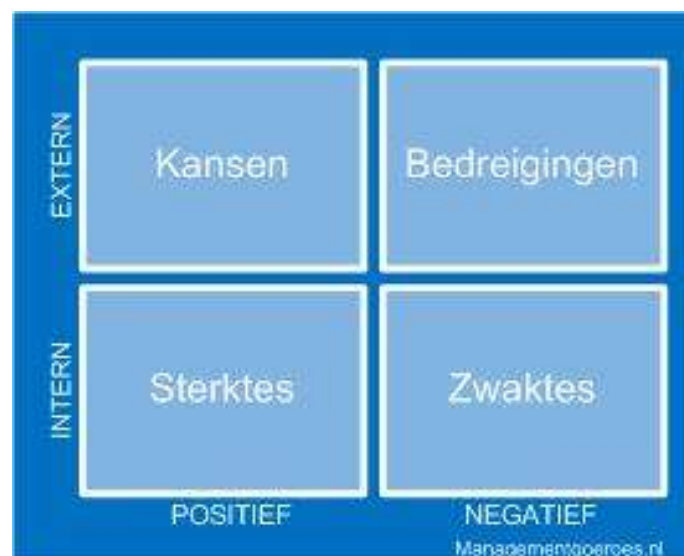 EXTERN
Kansen
Bedreigingen
INTERN
Sterktes
Zwaktes
POSITIEF
NEGATIEF
Managementgoeroes.nl